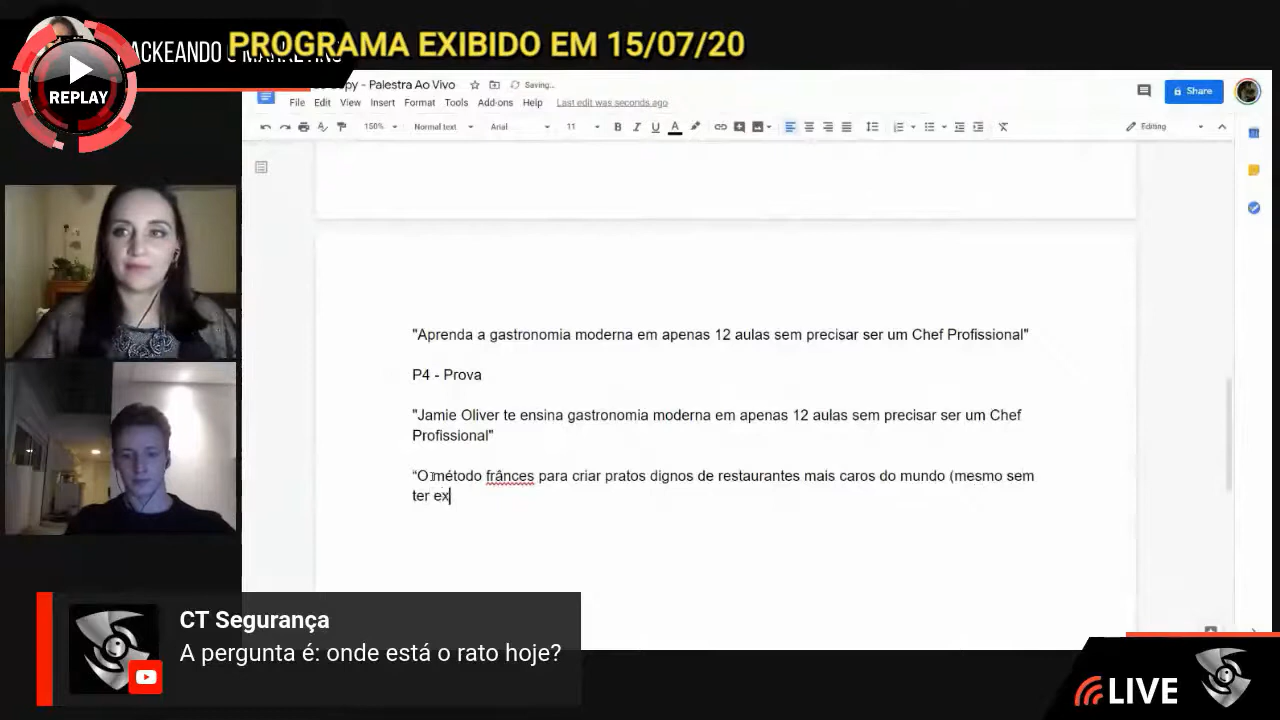 PROGRAMA EXIBIDO EM 15/07/20
REPLAY
Copy - Palestra Ao Vivo
Saving...
File Edit View Insert Format Tools Add-ons Help Last edit was seconds ago
Share
150% Normal text Arial 11 B I U A Editing
"Aprenda a gastronomia moderna em apenas 12 aulas sem precisar ser um Chef Profissional"
P4 - Prova
"Jamie Oliver te ensina gastronomia moderna em apenas 12 aulas sem precisar ser um Chef
Profissional"
“O método frânces para criar pratos dignos de restaurantes mais caros do mundo (mesmo sem
ter ex
CT Segurança
A pergunta é: onde está o rato hoje?
LIVE